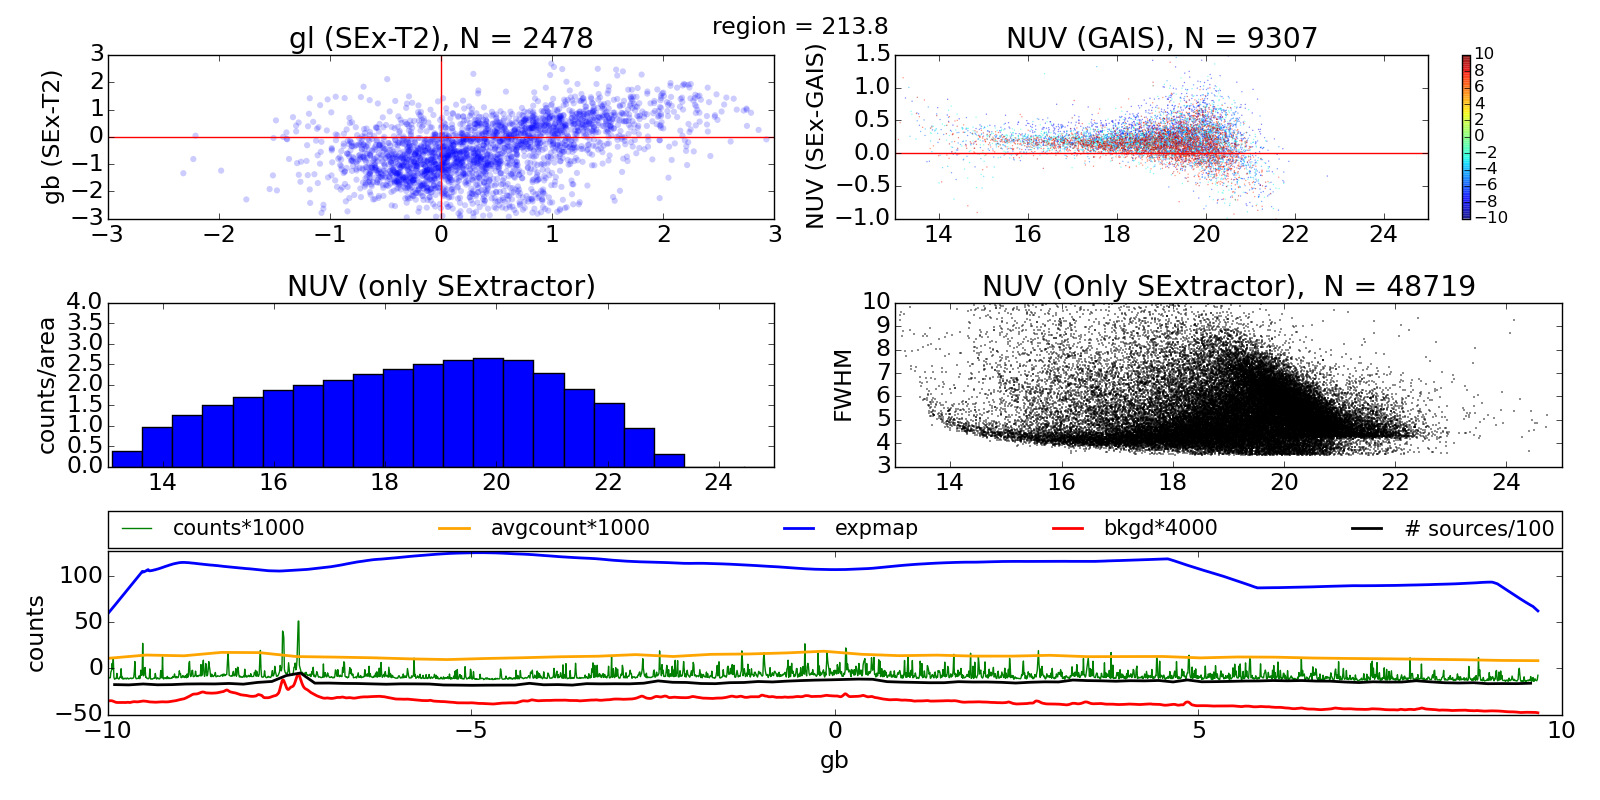 region = 213.8
gl (SEx-T2), N = 2478
NUV (GAIS), N = 9307
3
2
1
0
−1
−2
−3
gb (SEx-T2)
−3 −2 −1 0 1 2 3
1.5
1.0
0.5
0.0
−0.5
−1.0
NUV (SEx-GAIS)
14 16 18 20 22 24
10
8
6
4
2
0
−2
−4
−6
−8
−10
NUV (only SExtractor)
4.0
3.5
3.0
2.5
2.0
1.5
1.0
0.5
0.0
counts/area
14 16 18 20 22 24
NUV (Only SExtractor),  N = 48719
10
9
8
7
6
5
4
3
FWHM
14 16 18 20 22 24
counts*1000 avgcount*1000 expmap bkgd*4000 # sources/100
100
50
0
−50
counts
−10 −5 0 5 10
gb